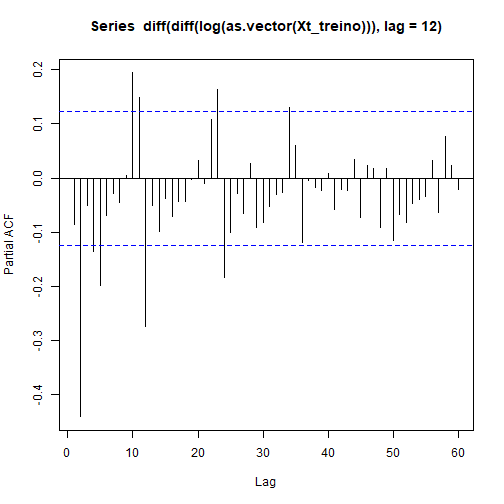 Series  diff(diff(log(as.vector(Xt_treino))), lag = 12)
Partial ACF
0.2
0.1
0.0
-0.1
-0.2
-0.3
-0.4
0 10 20 30 40 50 60
Lag